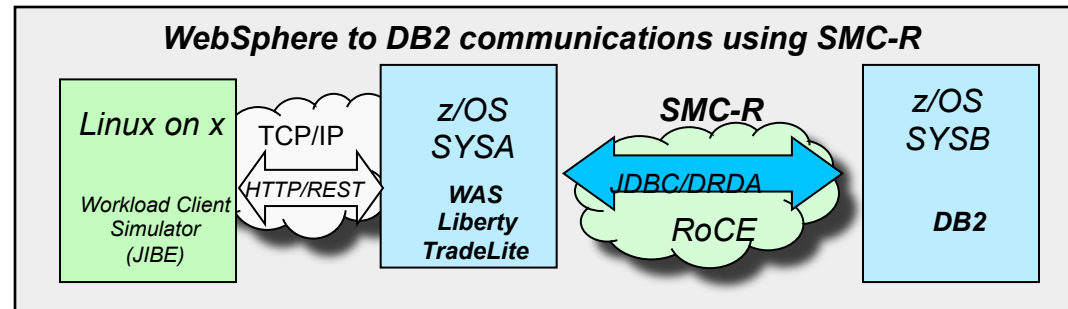 WebSphere to DB2 communications using SMC-R
Linux on x
Workload Client
Simulator
(JIBE)
TCP/IP
HTTP/REST
z/OS
SYSA
WAS
Liberty
TradeLite
SMC-R
JDBC/DRDA
RoCE
z/OS
SYSB
DB2